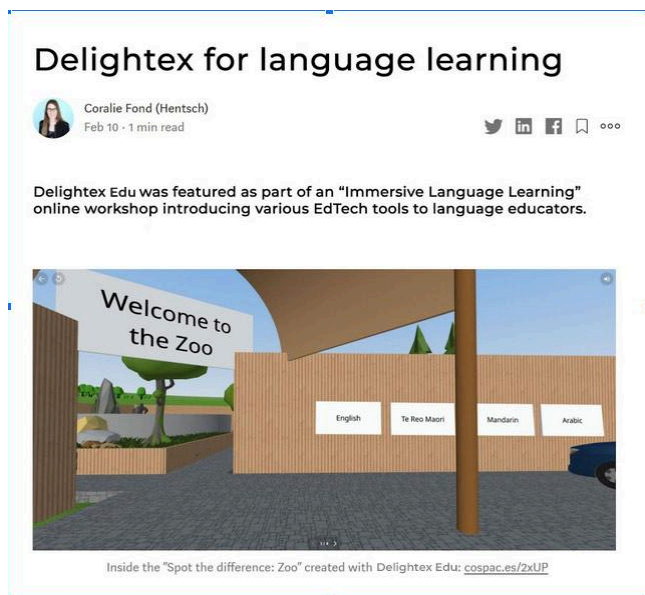 Delightex for language learning
Coralie Fond (Hentsch)
Feb 10 · 1 min read
Delightex Edu was featured as part of an “Immersive Language Learning”
online workshop introducing various EdTech tools to language educators.
Welcome to
the Zoo
English
Te Reo Maori
Mandarin
Arabic
Inside the "Spot the difference: Zoo" created with Delightex Edu: cospac.es/2xUP